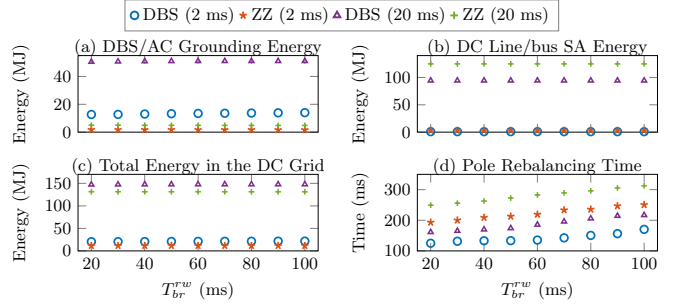 DBS (2 ms) ZZ (2 ms) DBS (20 ms) ZZ (20 ms)
(a) DBS/AC Grounding Energy
Energy (MJ)
40
20
0
(b) DC Line/bus SA Energy
Energy (MJ)
100
50
0
(c) Total Energy in the DC Grid
Energy (MJ)
150
100
50
0
20 40 60 80 100
T_{br}^{rw} (ms)
(d) Pole Rebalancing Time
Time (ms)
300
200
100
20 40 60 80 100
T_{br}^{rw} (ms)